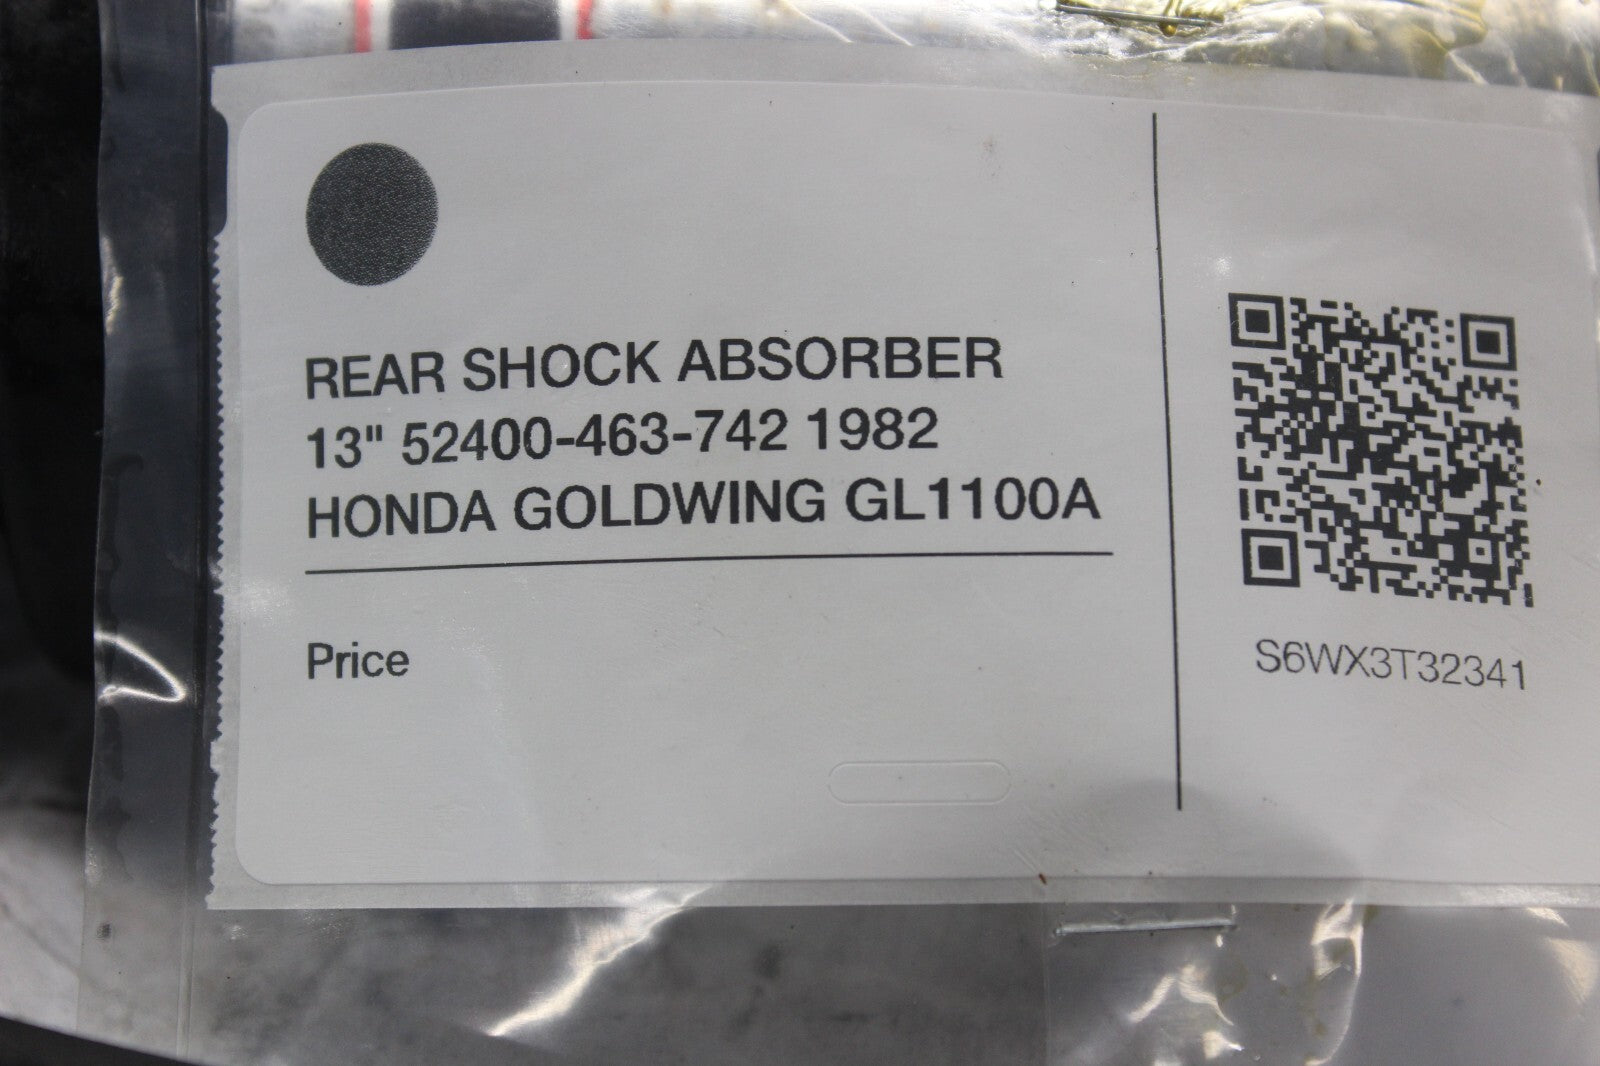 REAR SHOCK ABSORBER
13" 52400-463-742 1982
HONDA GOLDWING GL1100A
Price
S6WX3T32341